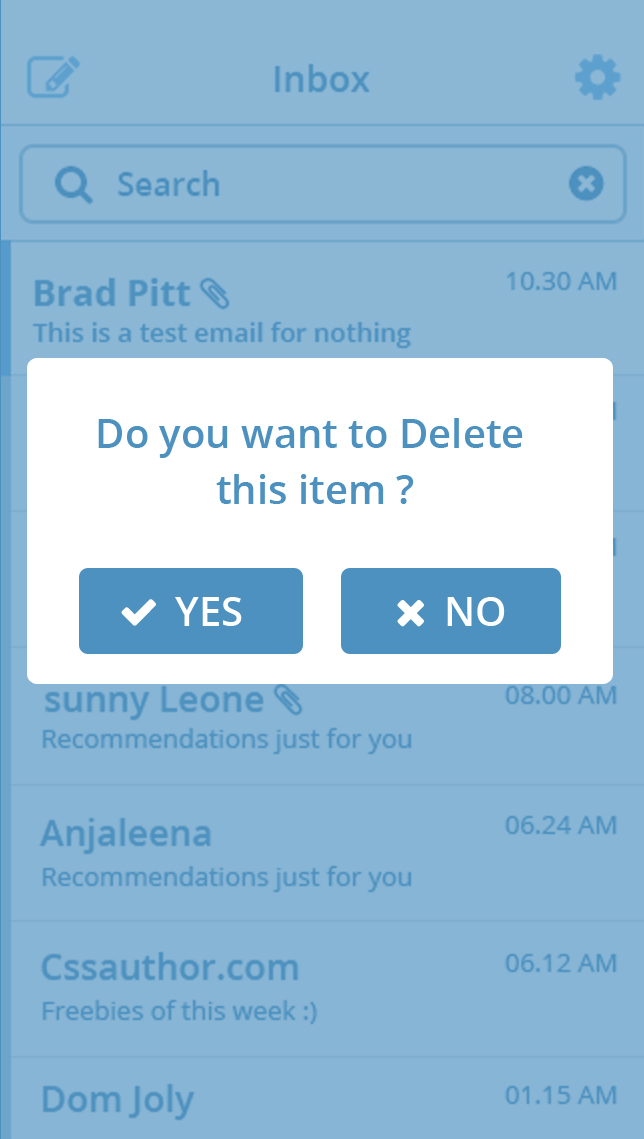 Inbox
Search
Brad Pitt
10.30 AM
This is a test email for nothing
Do you want to Delete
this item ?
YES
NO
sunny Leone
08.00 AM
Recommendations just for you
Anjaleena
06.24 AM
Recommendations just for you
Cssauthor.com
06.12 AM
Freebies of this week :)
Dom Joly
01.15 AM